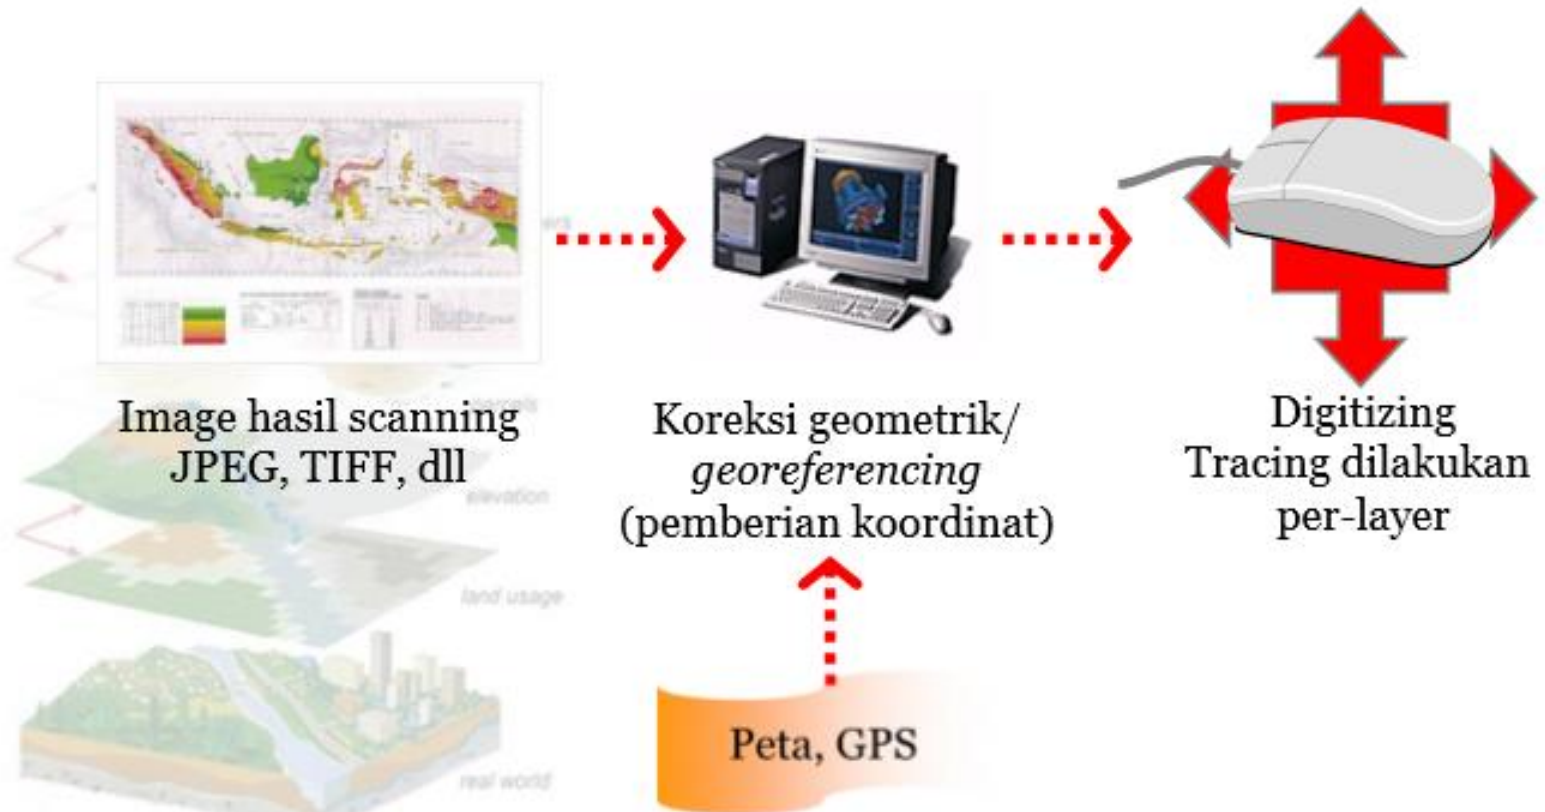 Image hasil scanning
JPEG, TIFF, dll
Koreksi geometrik/
georeferencing
(pemberian koordinat)
Digitizing
Tracing dilakukan
per-layer
Peta, GPS
parcels
elevation
land usage
real world